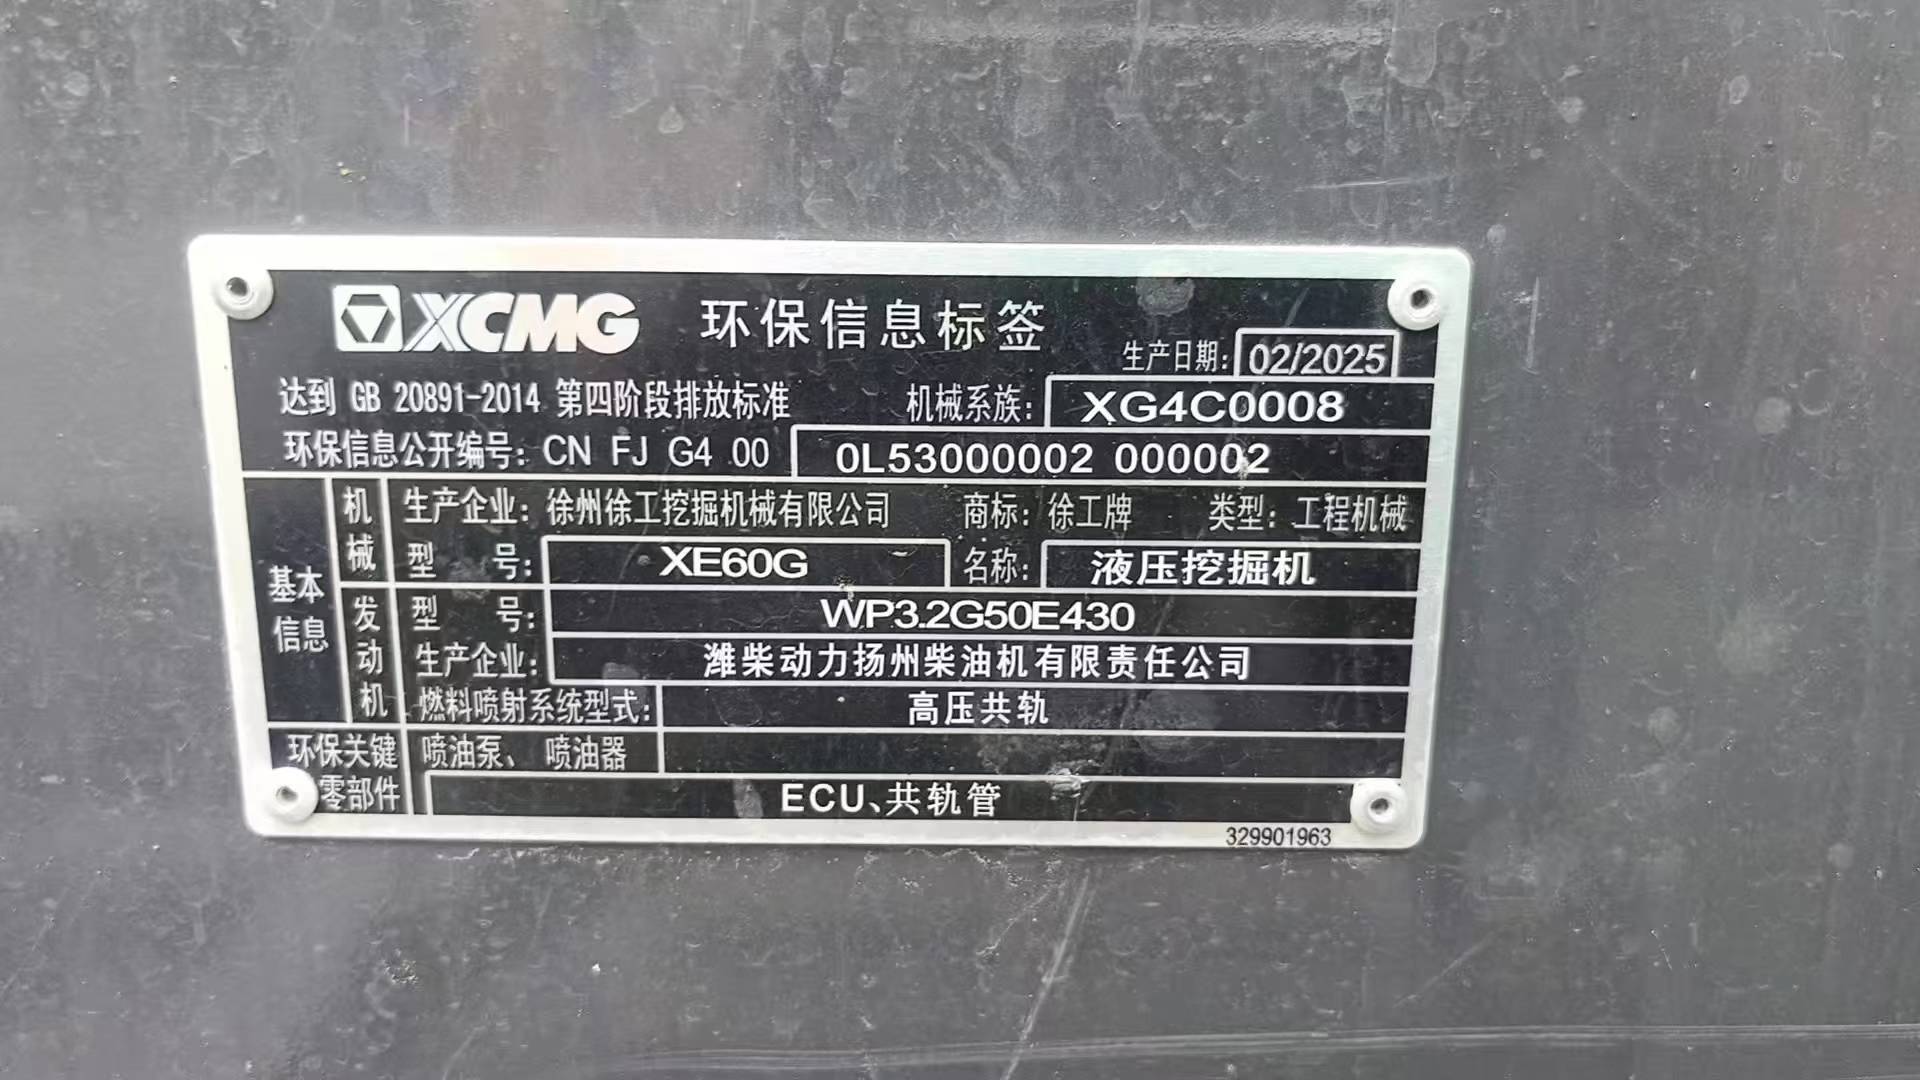 XCMG 环保信息标签
生产日期: 02/2025
达到 GB 20891-2014 第四阶段排放标准 机械系族: XG4C0008
环保信息公开编号: CN FJ G4 00 0L53000002 000002
基本信息
机械 生产企业: 徐州徐工挖掘机械有限公司 商标: 徐工牌 类型: 工程机械
型号: XE60G 名称: 液压挖掘机
发动机 型号: WP3.2G50E430
生产企业: 潍柴动力扬州柴油机有限责任公司
燃料喷射系统型式: 高压共轨
环保关键零部件 喷油泵、喷油器
ECU、共轨管
329901963